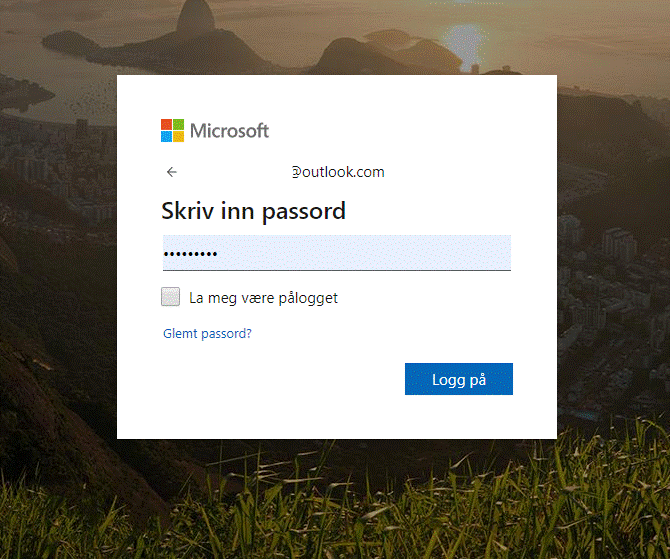 Microsoft
@outlook.com
Skriv inn passord
•••••••••
La meg være pålogget
Glemt passord?
Logg på